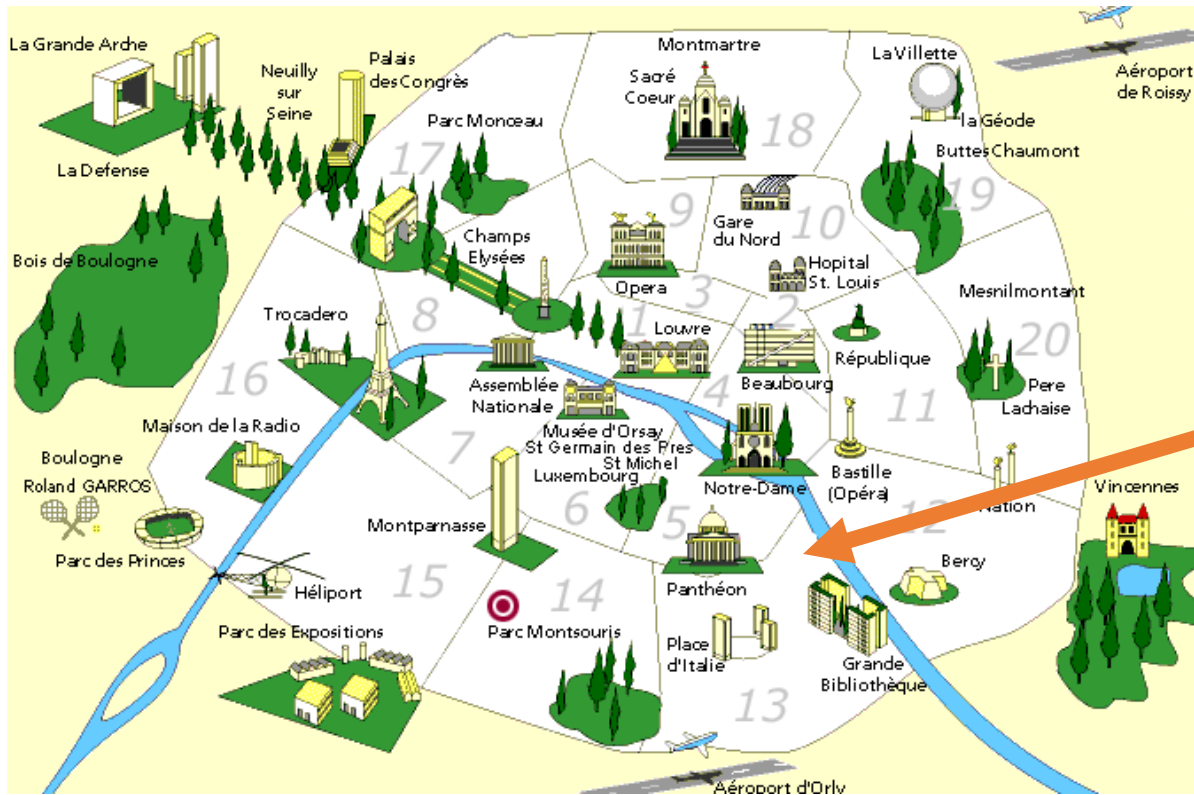 La Grande Arche
La Defense
Neuilly
sur
Seine
Palais
des Congrès
Parc Monceau
17
Montmartre
Sacré
Coeur
18
La Villette
la Géode
Buttes Chaumont
19
Aéroport
de Roissy
Bois de Boulogne
Champs
Elysées
9
Opera
Gare
du Nord
10
Hopital
St. Louis
Mesnilmontant
20
Trocadero
8
16
3
2
1
Louvre
République
Beaubourg
4
Assemblée
Nationale
Musée d'Orsay
St Germain des Pres
St Michel
Luxembourg
7
6
5
Pere
Lachaise
11
Maison de la Radio
Boulogne
Roland GARROS
Parc des Princes
Héliport
Montparnasse
Notre-Dame
Bastille
(Opéra)
Nation
12
Vincennes
Panthéon
Bercy
15
14
Parc Montsouris
Parc des Expositions
Place
d'Italie
Grande
Bibliothèque
13
Aéroport d'Orly